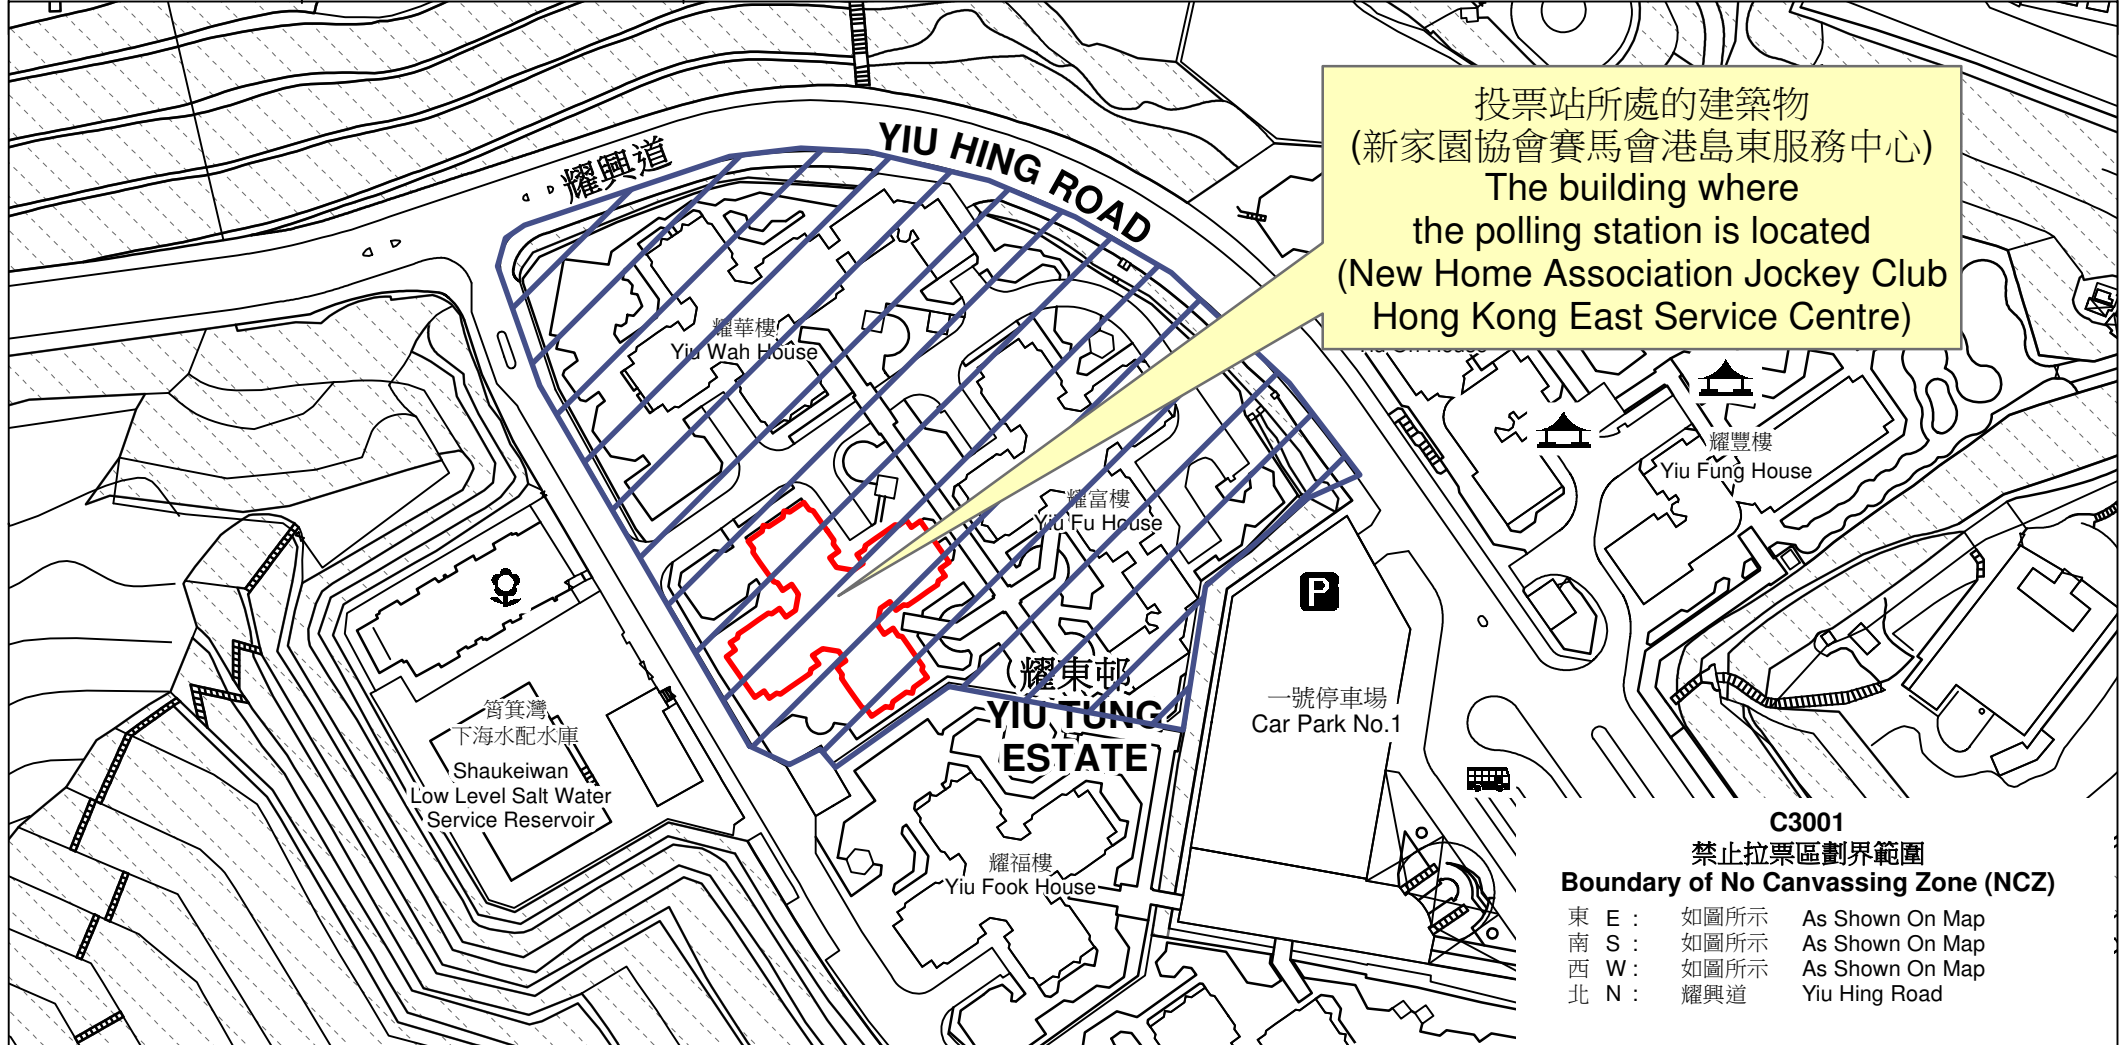 耀興道
YIU HING ROAD
投票站所處的建築物
(新家園協會賽馬會港島東服務中心)
The building where
the polling station is located
(New Home Association Jockey Club
Hong Kong East Service Centre)
耀華樓
Yiu Wah House
耀豐樓
Yiu Fung House
耀富樓
Yiu Fu House
P
耀東邨
YIU TUNG
ESTATE
一號停車場
Car Park No.1
筲箕灣
下海水配水庫
Shaukeiwan
Low Level Salt Water
Service Reservoir
耀福樓
Yiu Fook House
C3001
禁止拉票區劃界範圍
Boundary of No Canvassing Zone (NCZ)
東 E : 如圖所示 As Shown On Map
南 S : 如圖所示 As Shown On Map
西 W : 如圖所示 As Shown On Map
北 N : 耀興道 Yiu Hing Road